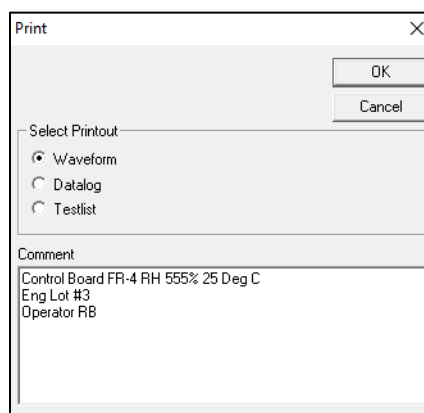 Print
OK
Cancel
Select Printout
Waveform
Datalog
Testlist
Comment
Control Board FR-4 RH 555% 25 Deg C
Eng Lot #3
Operator RB